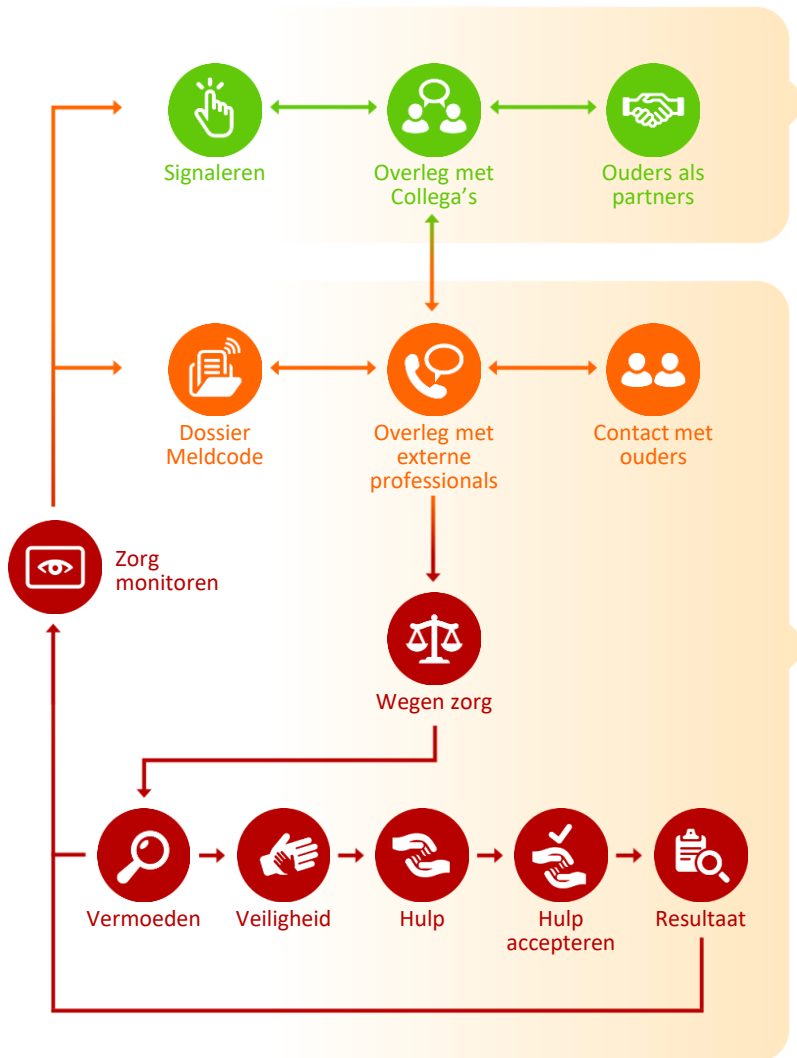 Signaleren
Overleg met
Collega's
Ouders als
partners
Dossier
Meldcode
Overleg met
externe
professionals
Contact met
ouders
Zorg
monitoren
Wegen zorg
Vermoeden
Veiligheid
Hulp
Hulp
accepteren
Resultaat